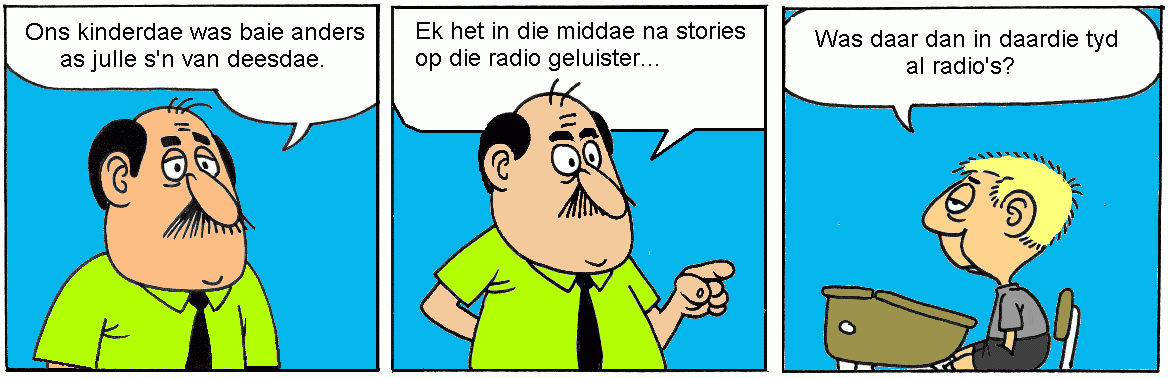 Ons kinderdae was baie anders
as julle s'n van deesdae.
Ek het in die middae na stories
op die radio geluister...
Was daar dan in daardie tyd
al radio's?